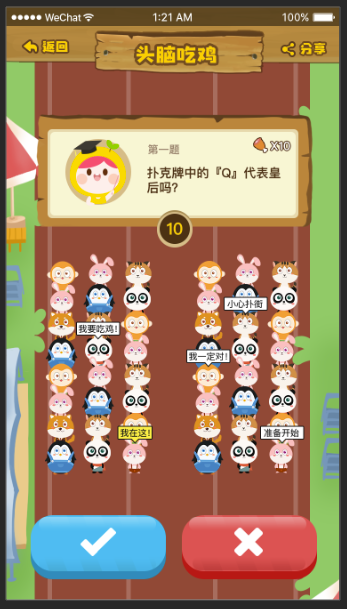 WeChat
1:21 AM
100%
返回
头脑吃鸡
分享
第一题
X10
扑克牌中的『Q』代表皇
后吗?
10
小心扑街
我要吃鸡!
我一定对!
我在这!
准备开始